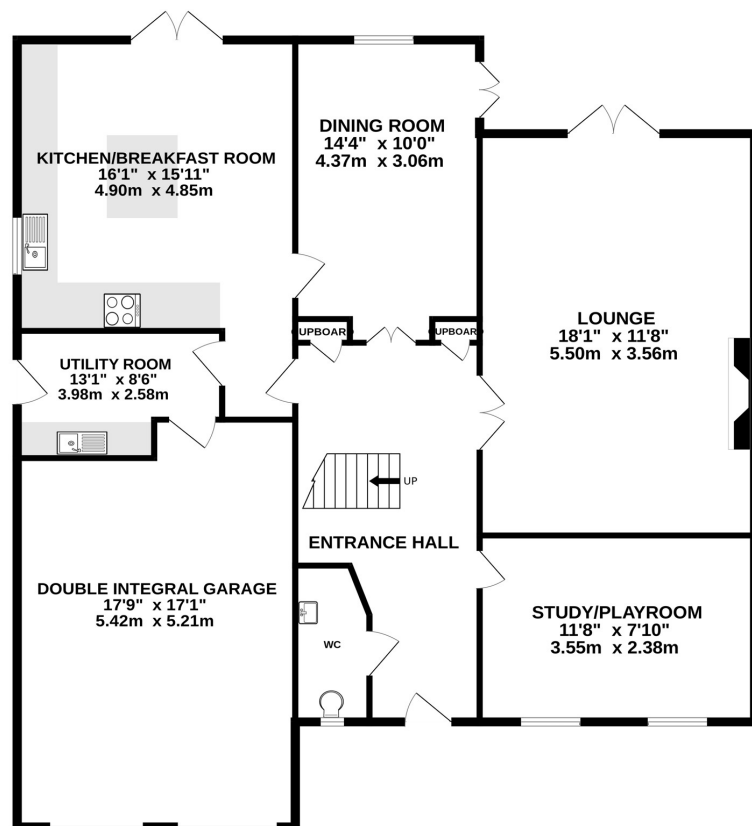 KITCHEN/BREAKFAST ROOM
16'1" x 15'11"
4.90m x 4.85m
DINING ROOM
14'4" x 10'0"
4.37m x 3.06m
LOUNGE
18'1" x 11'8"
5.50m x 3.56m
UPBOAR
UPBOAR
UTILITY ROOM
13'1" x 8'6"
3.98m x 2.58m
UP
ENTRANCE HALL
DOUBLE INTEGRAL GARAGE
17'9" x 17'1"
5.42m x 5.21m
WC
STUDY/PLAYROOM
11'8" x 7'10"
3.55m x 2.38m